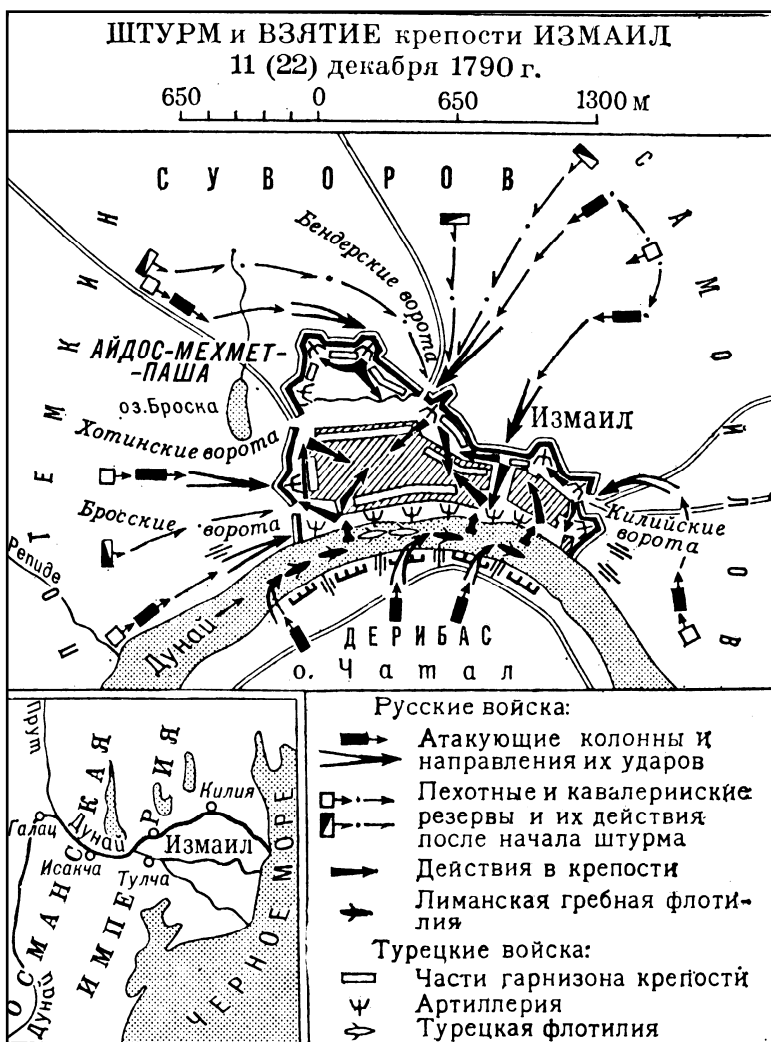 ШТУРМ и ВЗЯТИЕ крепости ИЗМАИЛ
11 (22) декабря 1790 г.
650 0 650 1300 м
СУВОРОВ
ПОТЕМКИН
САМОЙЛОВ
Бендерские ворота
АЙДОС-МЕХМЕТ-
-ПАША
оз.Броска
Измаил
Хотинские ворота
Бросские ворота
Килийские
ворота
Репиде
Дунай
ДЕРИБАС
о. Чатал
Прут
Галац
Дунай
Исакча
Тулча
Килия
Измаил
ОСМАНСКАЯ
ИМПЕРИЯ
ЧЕРНОЕ МОРЕ
Дунай
Русские войска:
Атакующие колонны и
направления их ударов
Пехотные и кавалерииские
резервы и их действия
после начала штурма
Действия в крепости
Лиманская гребная флоти-
лия
Турецкие войска:
Части гарнизона крепости
Артиллерия
Турецкая флотилия